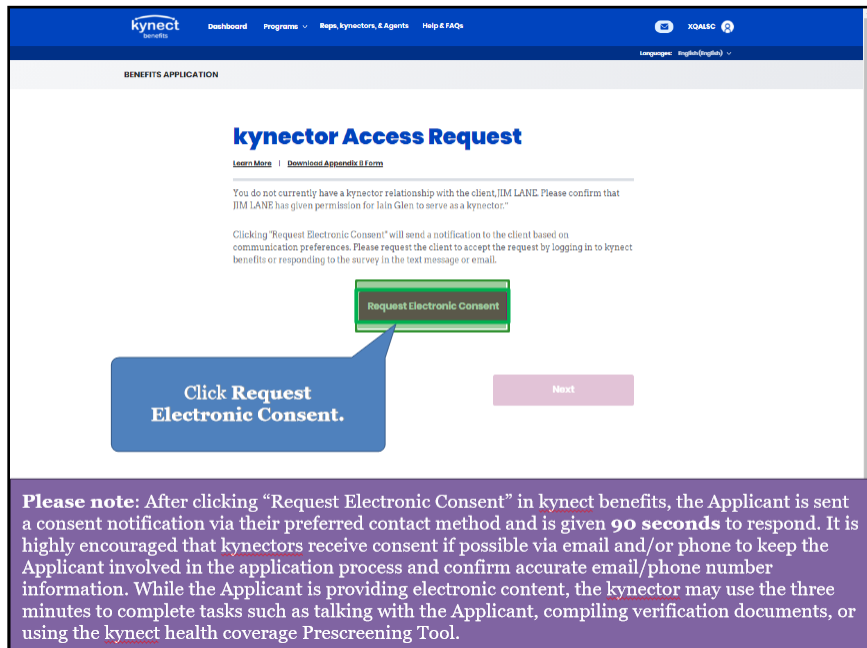 kynect
benefits
Dashboard Programs Reps, kynectors, & Agents Help & FAQs
XQALSC
Languages: English(English)
BENEFITS APPLICATION
kynector Access Request
Learn More | Download Appendix D Form
You do not currently have a kynector relationship with the client,JIM LANE. Please confirm that
JIM LANE has given permission for Iain Glen to serve as a kynector."
Clicking "Request Electronic Consent" will send a notification to the client based on
communication preferences. Please request the client to accept the request by logging in to kynect
benefits or responding to the survey in the text message or email.
Request Electronic Consent
Click Request
Electronic Consent.
Next
Please note: After clicking “Request Electronic Consent” in kynect benefits, the Applicant is sent
a consent notification via their preferred contact method and is given 90 seconds to respond. It is
highly encouraged that kynectors receive consent if possible via email and/or phone to keep the
Applicant involved in the application process and confirm accurate email/phone number
information. While the Applicant is providing electronic content, the kynector may use the three
minutes to complete tasks such as talking with the Applicant, compiling verification documents, or
using the kynect health coverage Prescreening Tool.